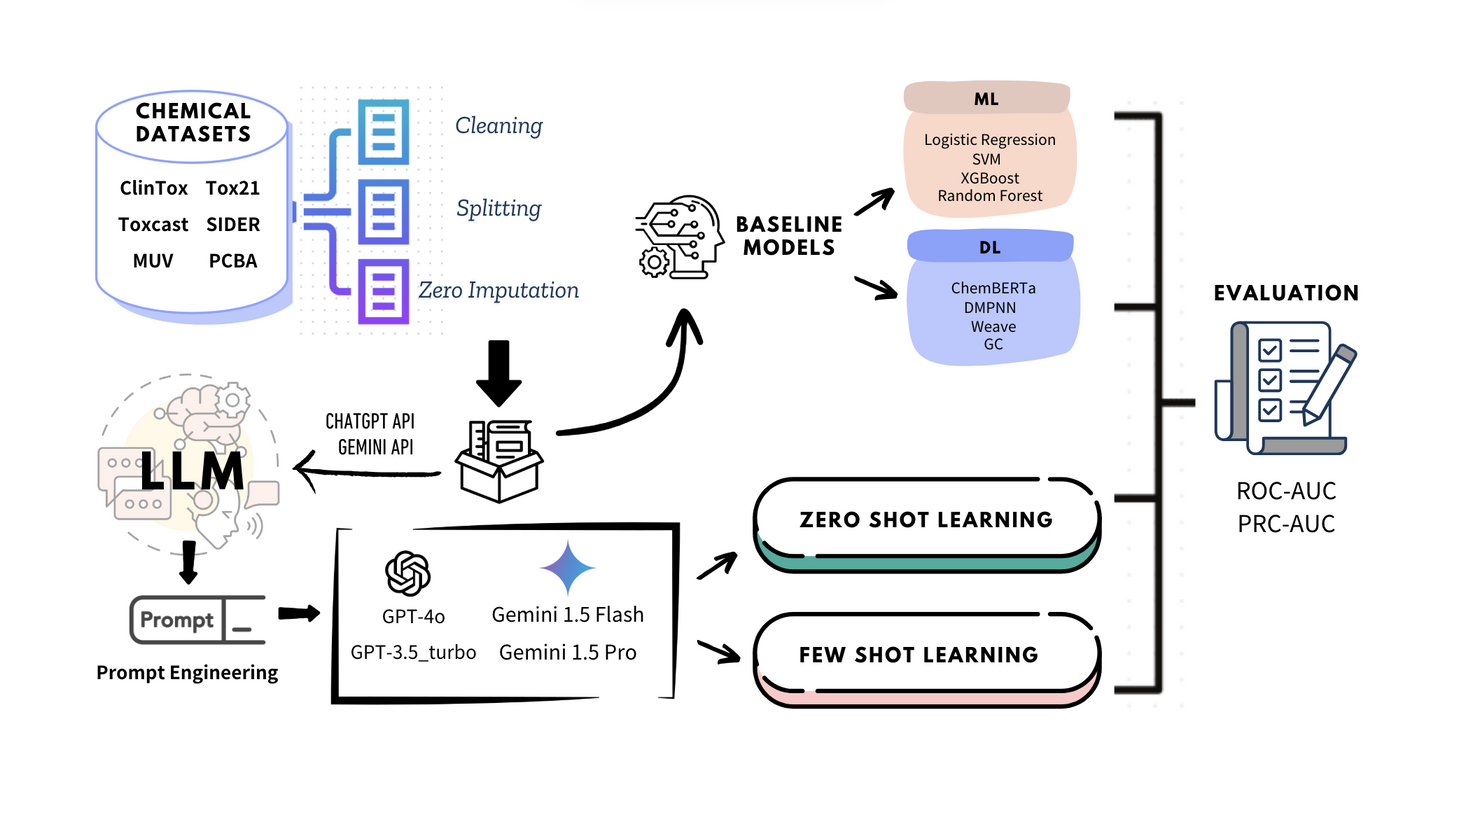 CHEMICAL
DATASETS
ClinTox Tox21
Toxcast SIDER
MUV PCBA
Cleaning
Splitting
Zero Imputation
BASELINE
MODELS
ML
Logistic Regression
SVM
XGBoost
Random Forest
DL
ChemBERTa
DMPNN
Weave
GC
EVALUATION
ROC-AUC
PRC-AUC
CHATGPT API
GEMINI API
LLM
Prompt _
Prompt Engineering
GPT-4o
GPT-3.5_turbo
Gemini 1.5 Flash
Gemini 1.5 Pro
ZERO SHOT LEARNING
FEW SHOT LEARNING